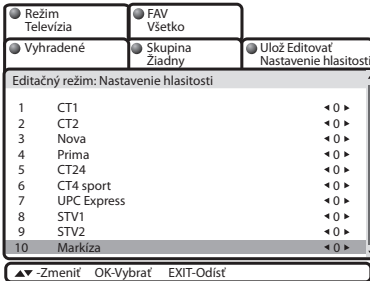 Režim
Televízia
FAV
Všetko
Vyhradené
Skupina
Žiadny
Ulož Editovať
Nastavenie hlasitosti
Editačný režim: Nastavenie hlasitosti
1 CT1 ◂ 0 ▸
2 CT2 ◂ 0 ▸
3 Nova ◂ 0 ▸
4 Prima ◂ 0 ▸
5 CT24 ◂ 0 ▸
6 CT4 sport ◂ 0 ▸
7 UPC Express ◂ 0 ▸
8 STV1 ◂ 0 ▸
9 STV2 ◂ 0 ▸
10 Markíza ◂ 0 ▸
▲▼ -Zmeniť OK-Vybrať EXIT-Odísť